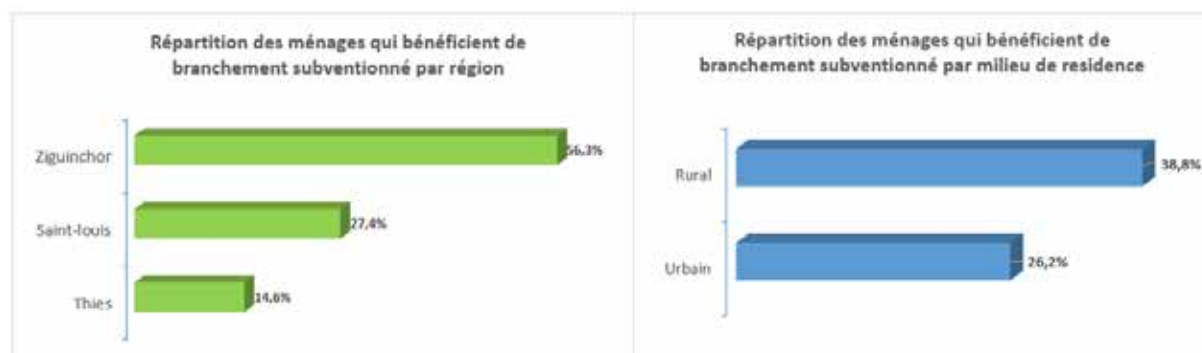 Répartition des ménages qui bénéficient de
branchement subventionné par région
Ziguinchor
56,3%
Saint-louis
27,4%
Thies
14,6%
Répartition des ménages qui bénéficient de
branchement subventionné par milieu de residence
Rural
38,8%
Urbain
26,2%